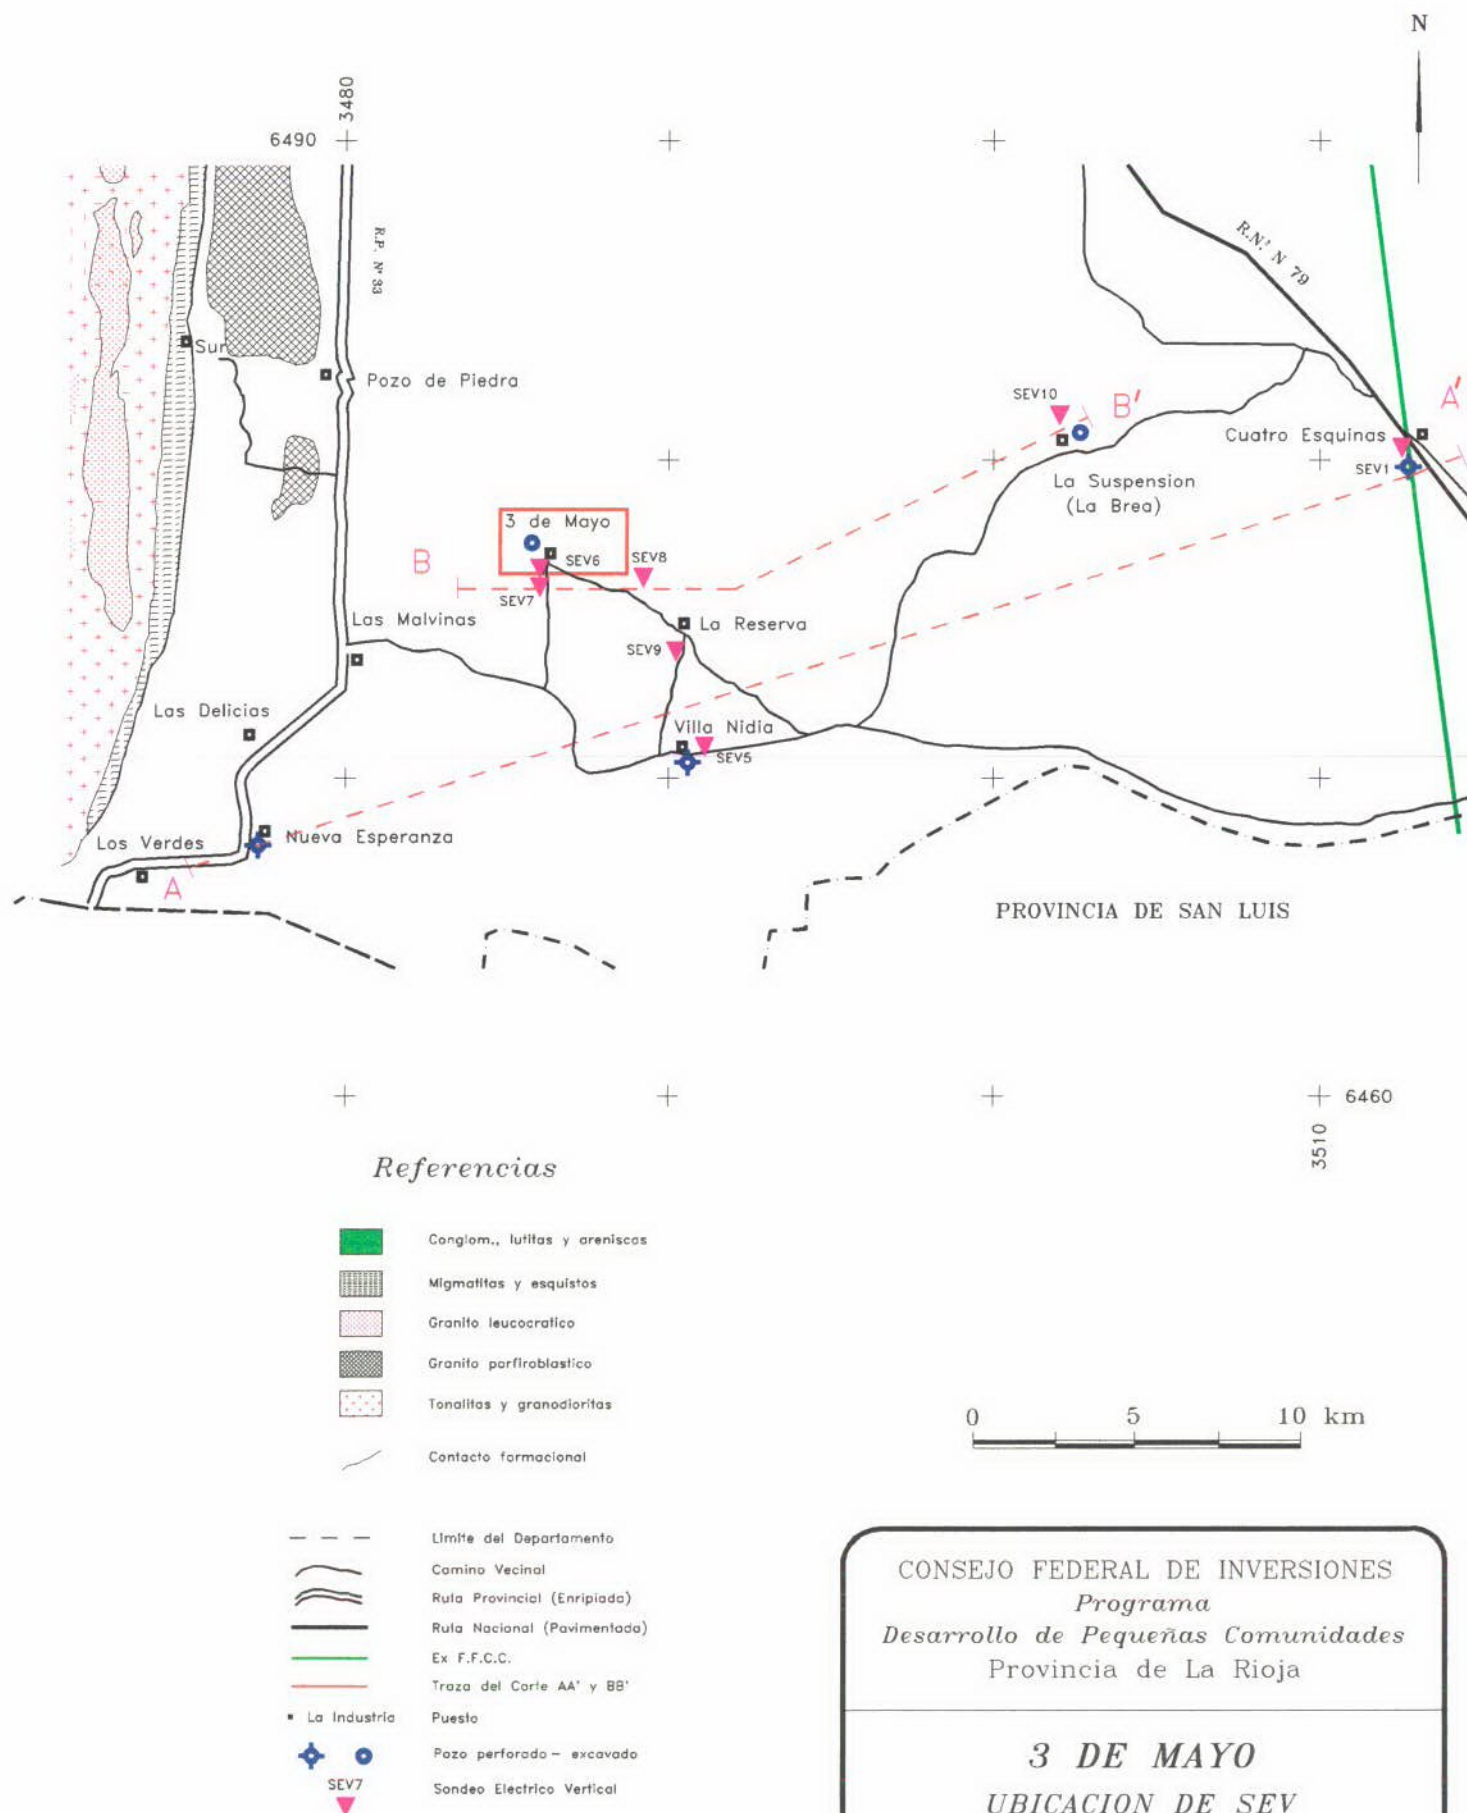 N
3480
6490
R.P. N° 33
R.N! N 79
Sur
Pozo de Piedra
SEV10
B'
A'
Cuatro Esquinas
SEV1
La Suspension
(La Brea)
3 de Mayo
B
SEV6
SEV8
SEV7
Las Malvinas
La Reserva
SEV9
Las Delicias
Villa Nidia
SEV5
Los Verdes
Nueva Esperanza
A
PROVINCIA DE SAN LUIS
6460
3510
Referencias
Conglom., lutitas y areniscas
Migmatitas y esquistos
Granito leucocratico
Granito porfiroblastico
Tonalitas y granodioritas
Contacto formacional
0 5 10 km
Limite del Departamento
Camino Vecinal
Ruta Provincial (Enripiada)
Ruta Nacional (Pavimentada)
Ex F.F.C.C.
Traza del Corte AA' y BB'
La Industria Puesto
Pozo perforado - excavado
SEV7
Sondeo Electrico Vertical
CONSEJO FEDERAL DE INVERSIONES
Programa
Desarrollo de Pequeñas Comunidades
Provincia de La Rioja
3 DE MAYO
UBICACION DE SEV